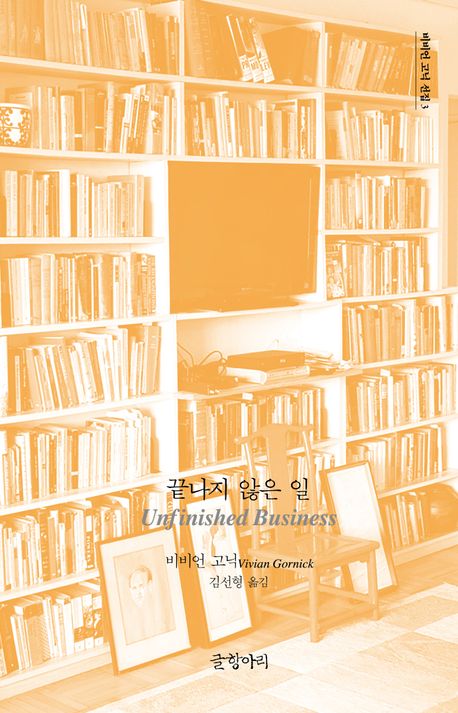 비비언 고닉 선집 3
끝나지 않은 일
Unfinished Business
비비언 고닉Vivian Gornick
김선형 옮김
글항아리